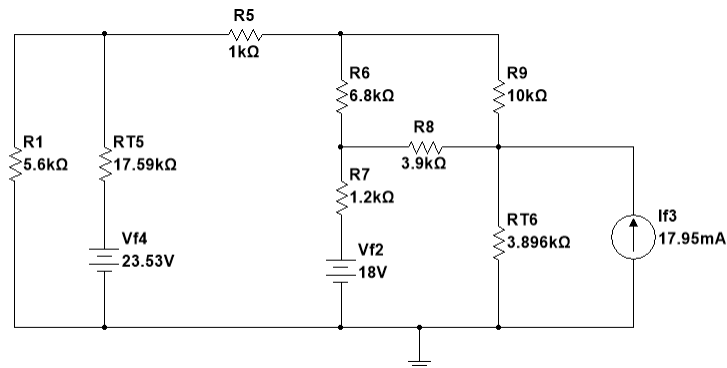 R5
1kΩ
R6
6.8kΩ
R9
10kΩ
R1
5.6kΩ
RT5
17.59kΩ
R8
3.9kΩ
R7
1.2kΩ
RT6
3.896kΩ
If3
17.95mA
Vf4
23.53V
Vf2
18V